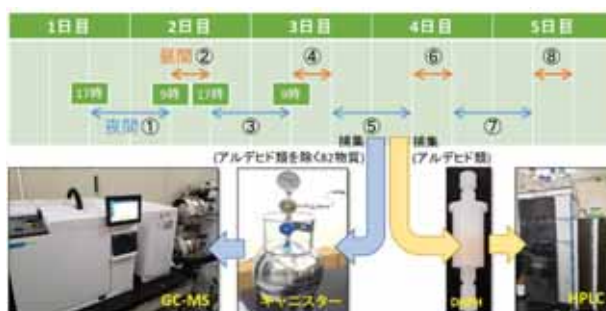 1日目 2日目 3日目 4日目 5日目
昼間② ④ ⑥ ⑧
17時 9時 17時 9時
夜間① ③ ⑤ ⑦
捕集 捕集
(アルデヒド類を除く82物質) (アルデヒド類)
GC-MS キャニスター DNPH HPLC